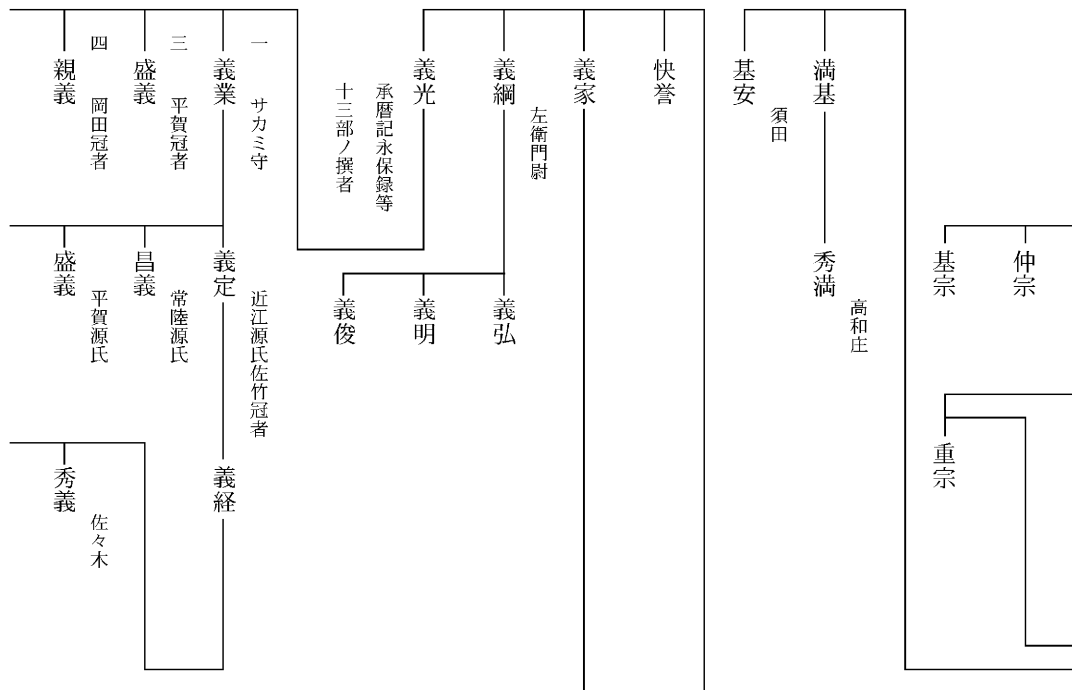 仲宗
基宗
重宗
満基
高和庄
秀満
須田
基安
快誉
義家
左衛門尉
義綱
義弘
義明
義俊
義光
承暦記永保録等
十三部ノ撰者
一 サカミ守
義業
近江源氏佐竹冠者
義定
義経
三 平賀冠者
盛義
常陸源氏
昌義
四 岡田冠者
親義
平賀源氏
盛義
佐々木
秀義